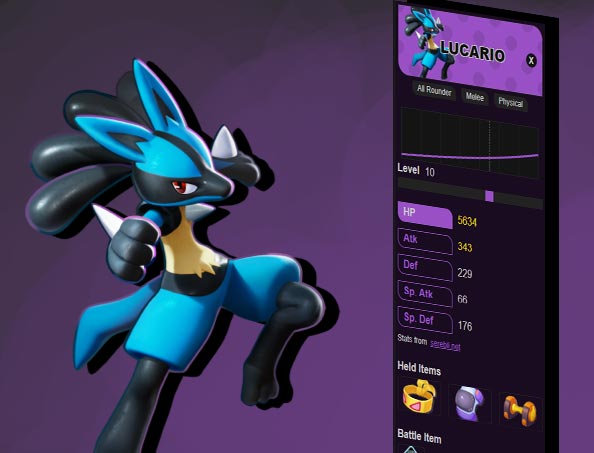 LUCARIO
X
All Rounder Melee Physical
Level 10
HP 5634
Atk 343
Def 229
Sp. Atk 66
Sp. Def 176
Stats from serebii.net
Held Items
Battle Item